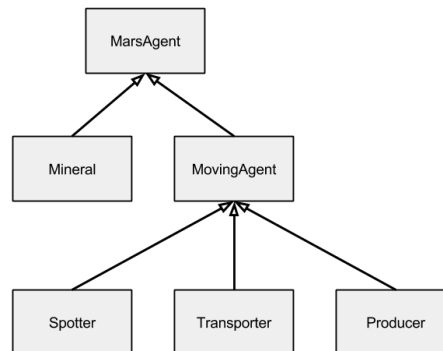 MarsAgent
Mineral
MovingAgent
Spotter
Transporter
Producer